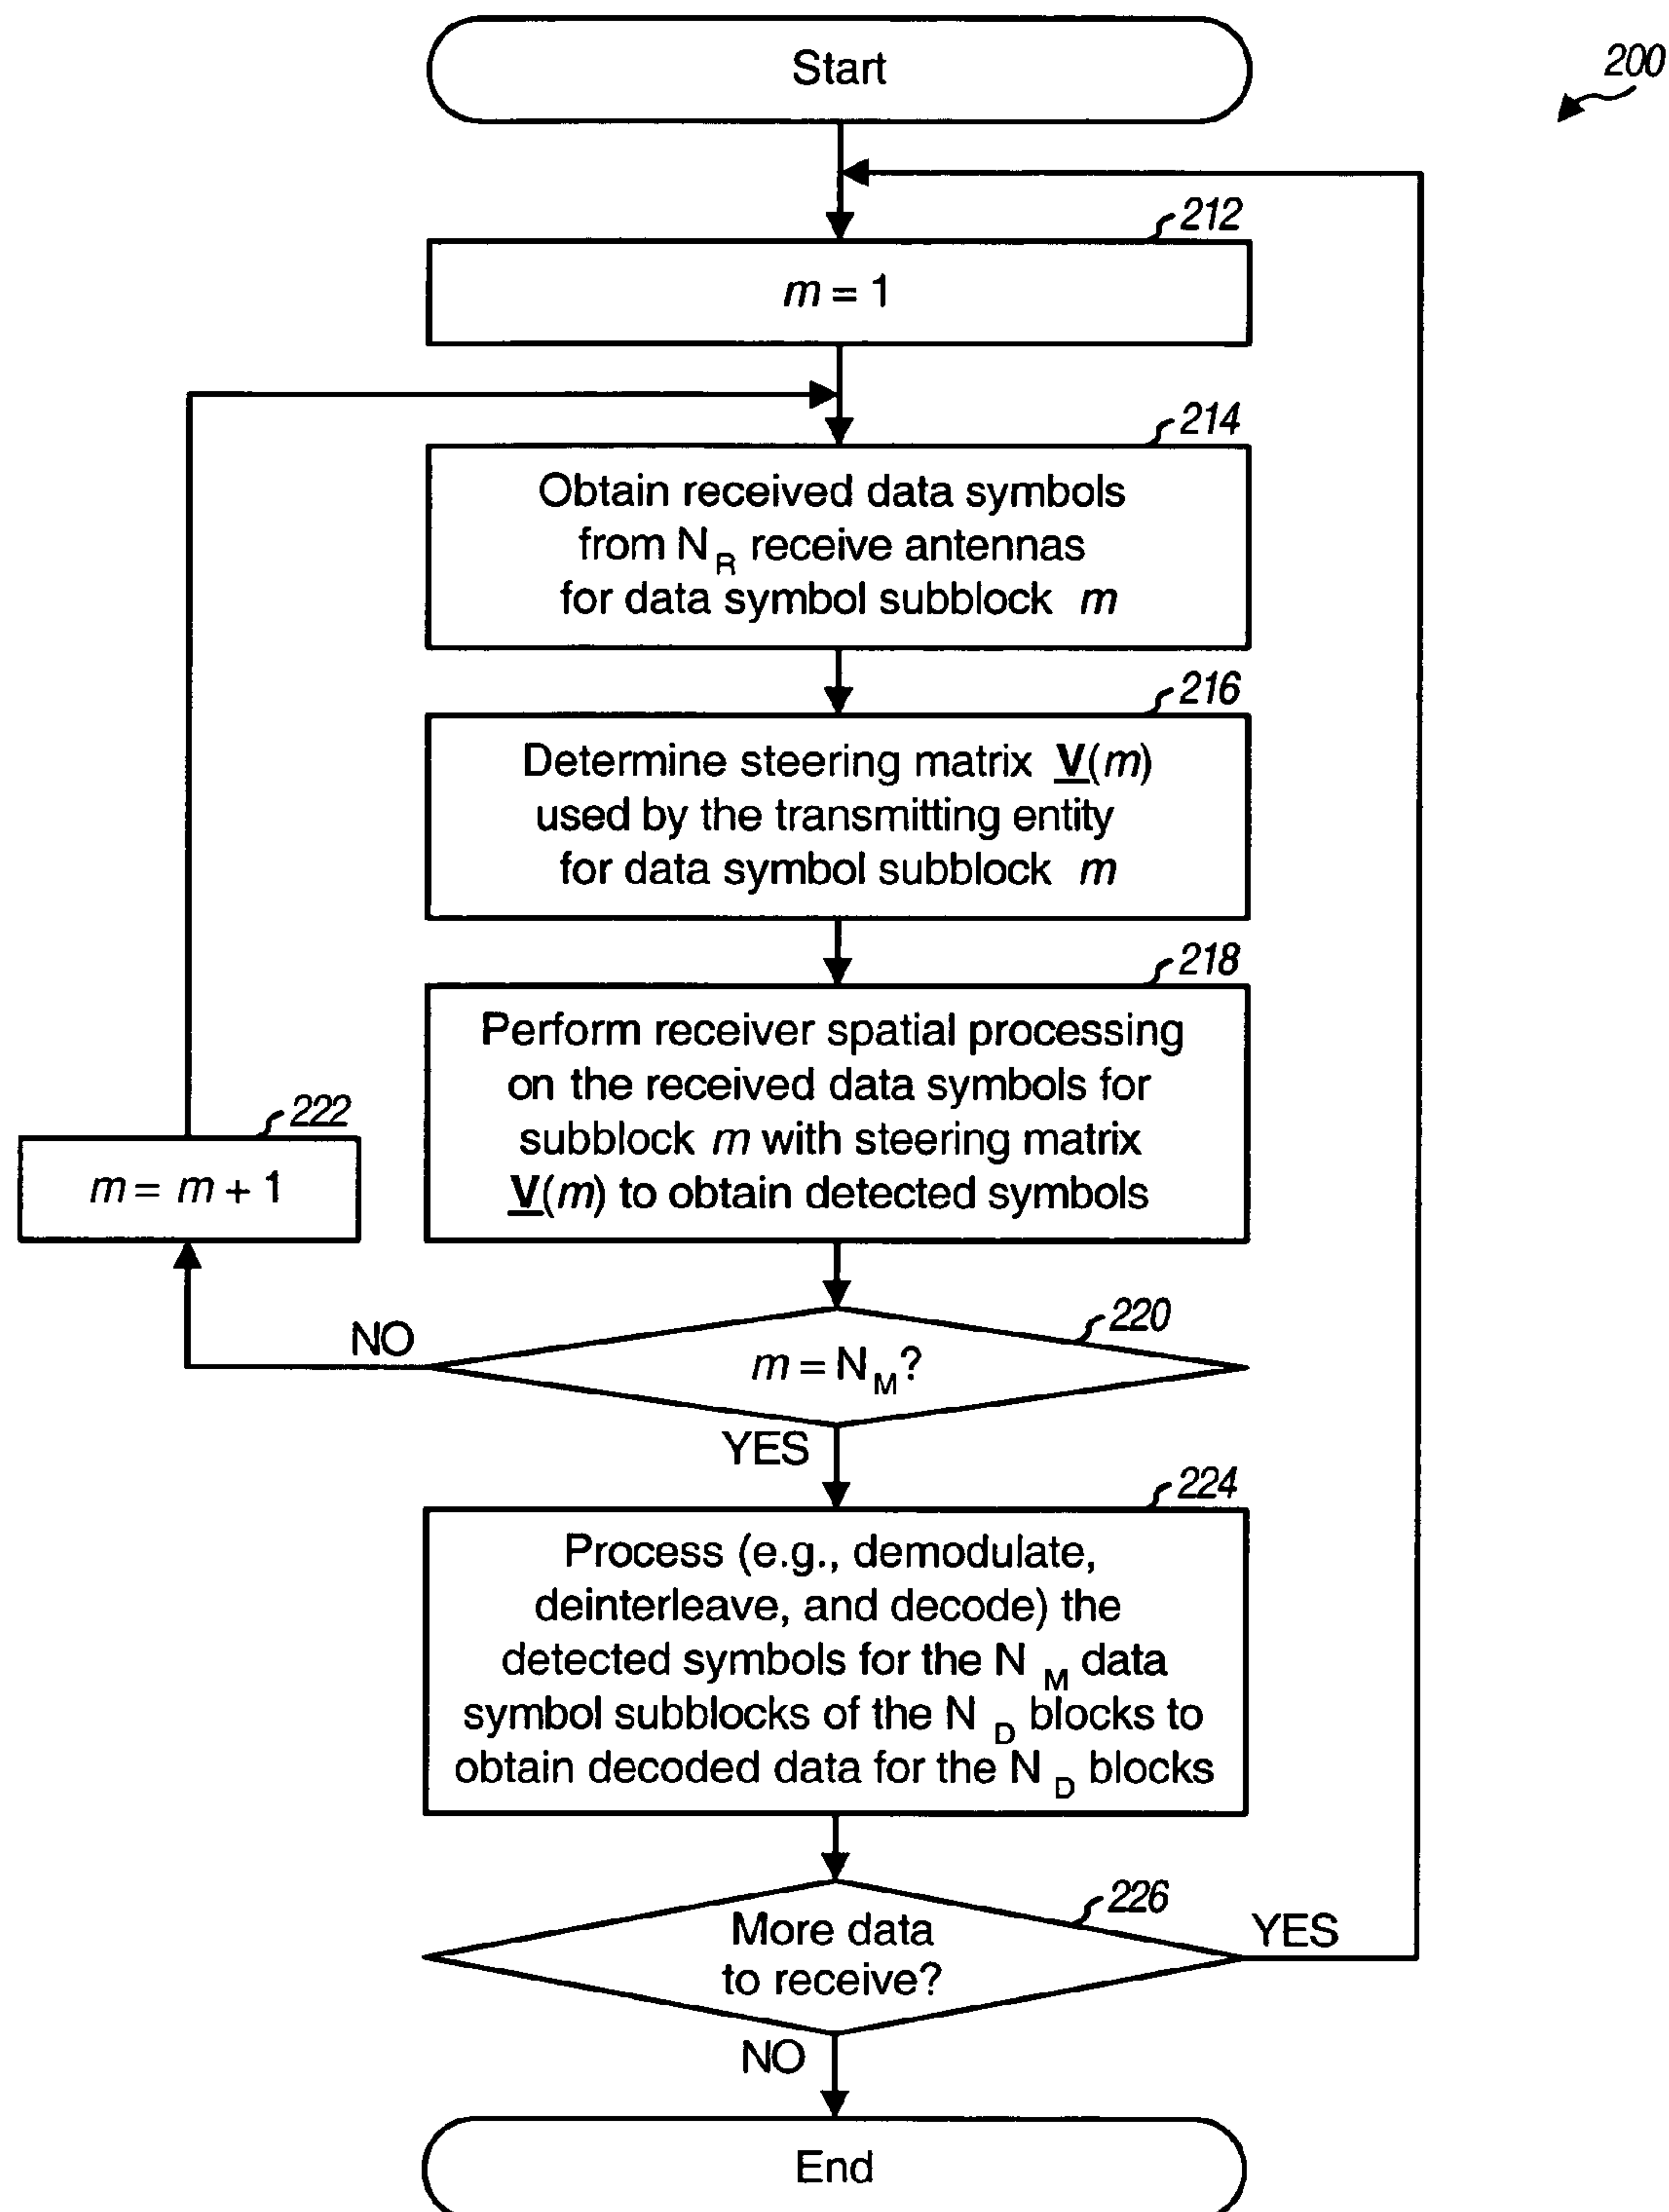 Start
200
212
m = 1
214
Obtain received data symbols
from N R receive antennas
for data symbol subblock m
216
Determine steering matrix V(m)
used by the transmitting entity
for data symbol subblock m
218
Perform receiver spatial processing
on the received data symbols for
subblock m with steering matrix
V(m) to obtain detected symbols
222
m = m + 1
220
NO
m = N M ?
YES
224
Process (e.g., demodulate,
deinterleave, and decode) the
detected symbols for the N M data
symbol subblocks of the N D blocks to
obtain decoded data for the N D blocks
226
More data
to receive?
YES
NO
End